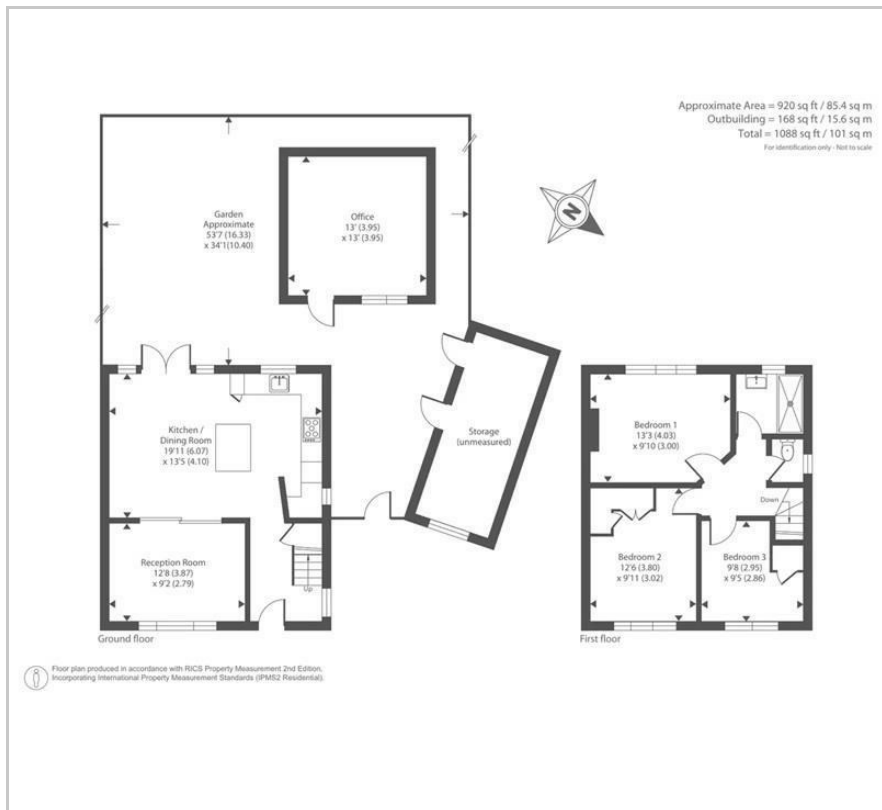 Approximate Area = 920 sq ft / 85.4 sq m
Outbuilding = 168 sq ft / 15.6 sq m
Total = 1088 sq ft / 101 sq m
For identification only - Not to scale
N
Garden
Approximate
53'7 (16.33)
x 34'1(10.40)
Office
13' (3.95)
x 13' (3.95)
Kitchen /
Dining Room
19'11 (6.07)
x 13'5 (4.10)
Storage
(unmeasured)
Reception Room
12'8 (3.87)
x 9'2 (2.79)
Up
Ground floor
Bedroom 1
13'3 (4.03)
x 9'10 (3.00)
Down
Bedroom 2
12'6 (3.80)
x 9'11 (3.02)
Bedroom 3
9'8 (2.95)
x 9'5 (2.86)
First floor
Floor plan produced in accordance with RICS Property Measurement 2nd Edition,
Incorporating International Property Measurement Standards (IPMS2 Residential).